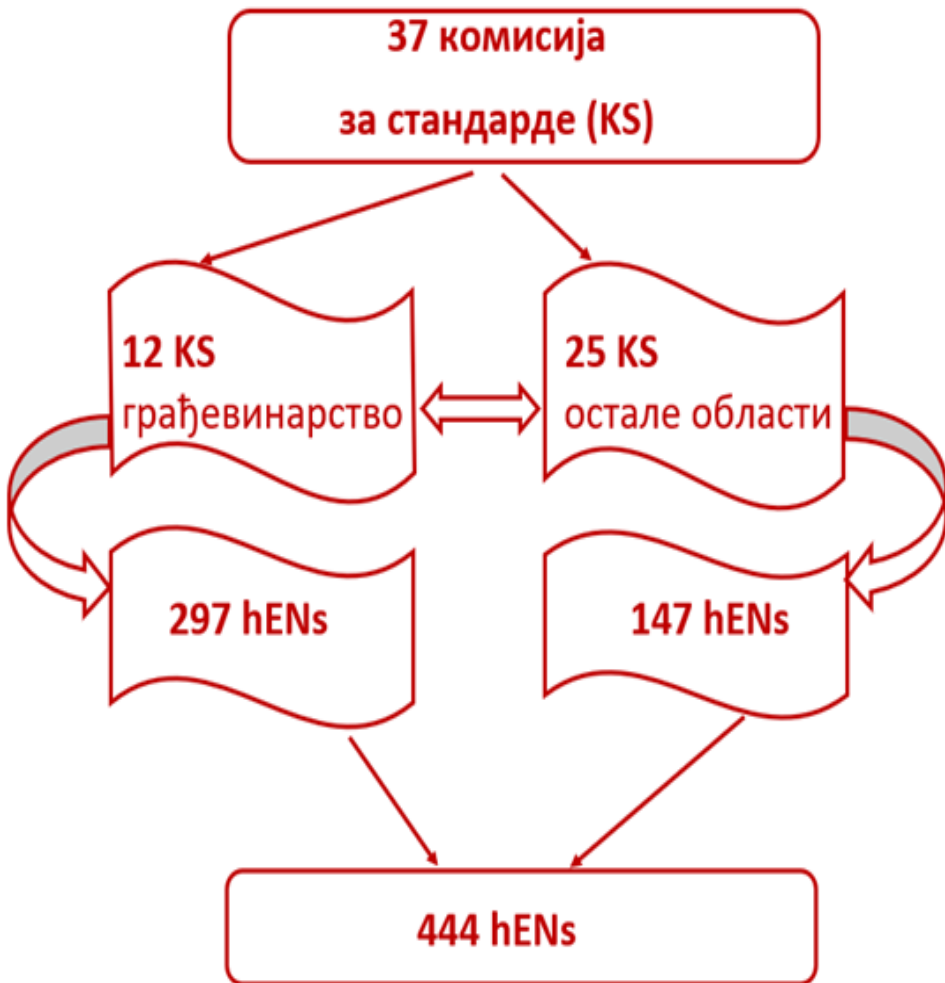 37 комисија
за стандарде (KS)
12 KS
грађевинарство
25 KS
остале области
297 hENs
147 hENs
444 hENs